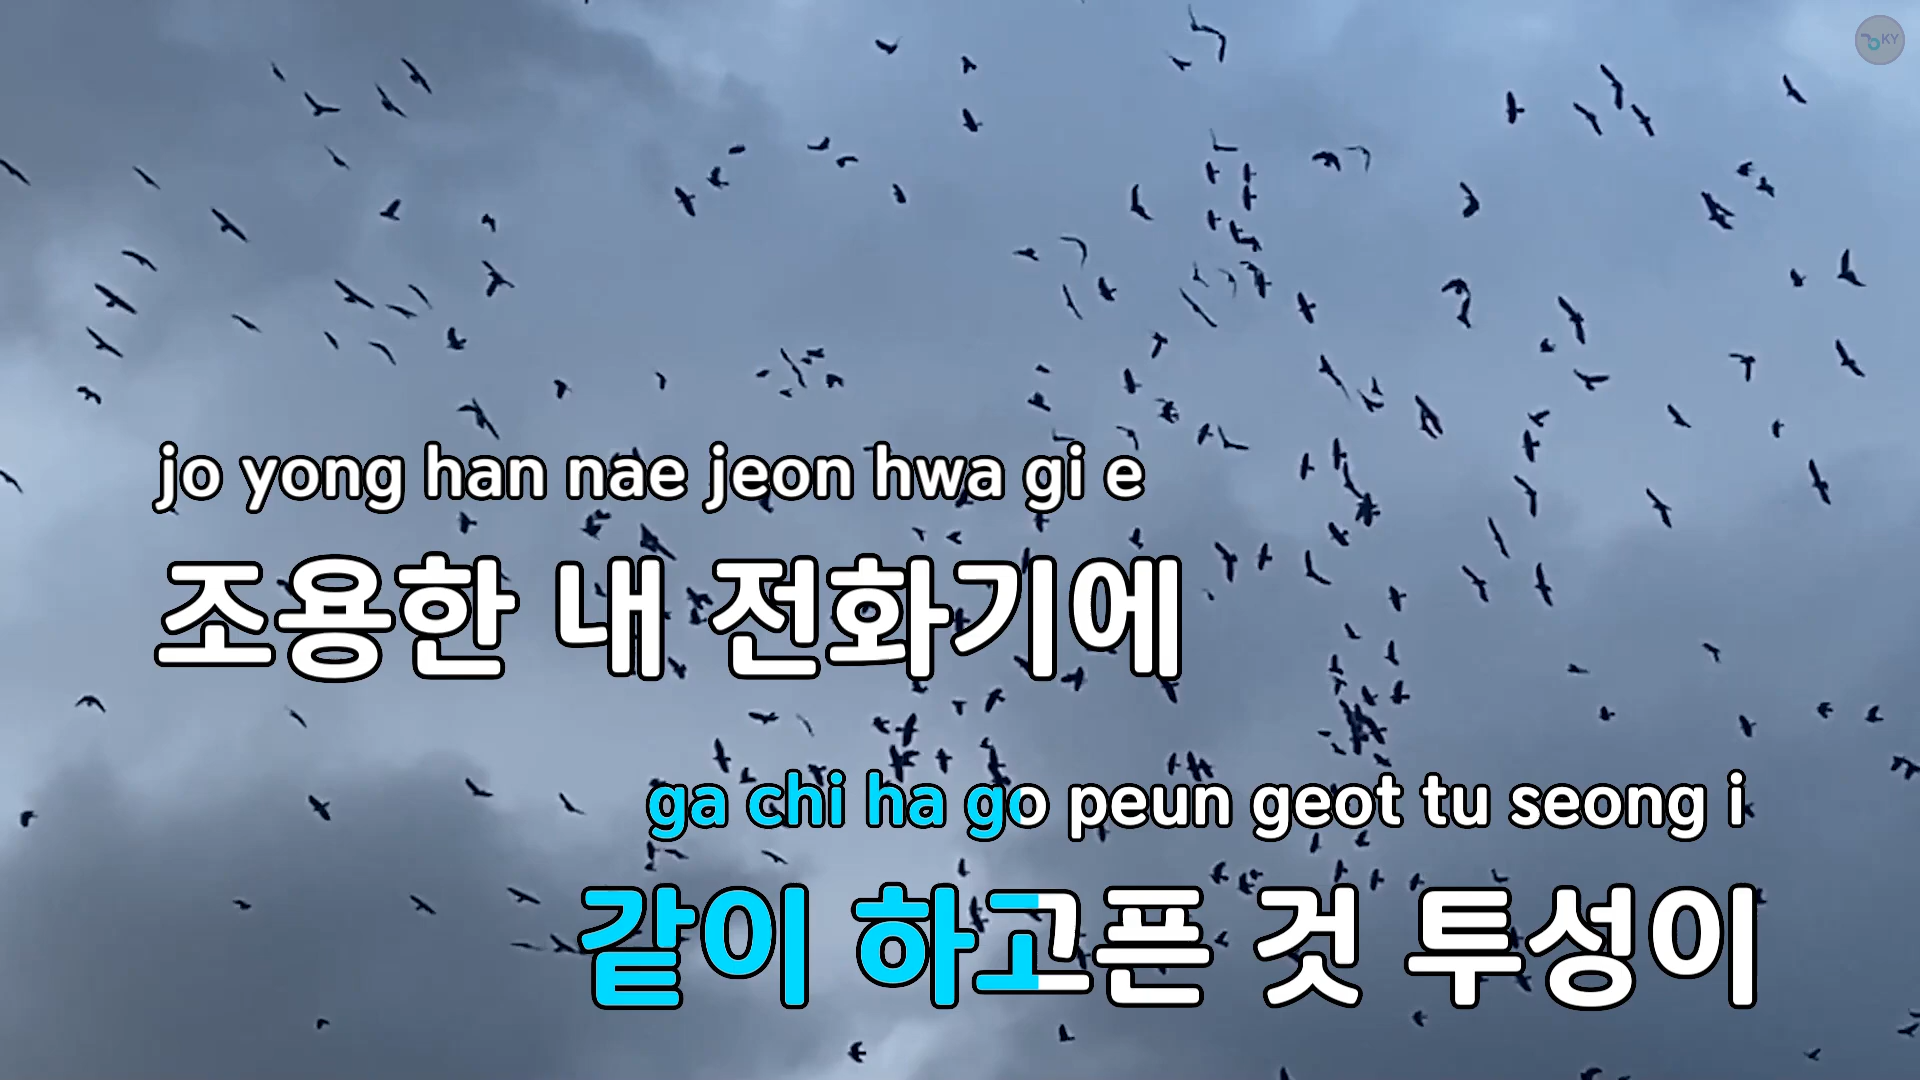 KY
jo yong han nae jeon hwa gi e
조용한 내 전화기에
ga chi ha go peun geot tu seong i
같이 하고픈 것 투성이